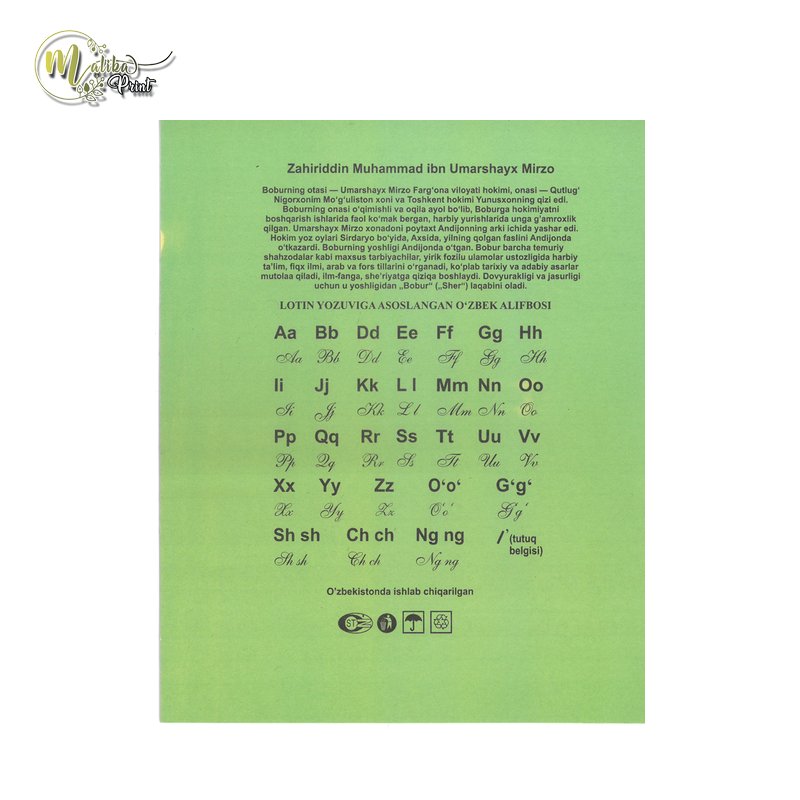 Maliba
Print
Zahiriddin Muhammad ibn Umarshayx Mirzo
Boburning otasi — Umarshayx Mirzo Farg‘ona viloyati hokimi, onasi — Qutlug‘
Nigorxonim Mo‘g‘uliston xoni va Toshkent hokimi Yunusxonning qizi edi.
Boburning onasi o‘qimishli va oqila ayol bo‘lib, Boburga hokimiyatni
boshqarish ishlarida faol ko‘mak bergan, harbiy yurishlarida unga g‘amroxlik
qilgan. Umarshayx Mirzo xonadoni poytaxt Andijonning arki ichida yashar edi.
Hokim yoz oylari Sirdaryo bo‘yida, Axsida, yilning qolgan faslini Andijonda
o‘tkazardi. Boburning yoshligi Andijonda o‘tgan. Bobur barcha temuriy
shahzodalar kabi maxsus tarbiyachilar, yirik fozilu ulamolar ustozligida harbiy
ta’lim, fiqx ilmi, arab va fors tillarini o‘rganadi, ko‘plab tarixiy va adabiy asarlar
mutolaa qiladi, ilm-fanga, she’riyatga qiziqa boshlaydi. Dovyurakligi va jasurligi
uchun u yoshligidan „Bobur“ („Sher“) laqabini oladi.
LOTIN YOZUVIGA ASOSLANGAN O‘ZBEK ALIFBOSI
Aa Bb Dd Ee Ff Gg Hh
Aa Bb Dd Ee Ff Gg Hh
Ii Jj Kk L l Mm Nn Oo
Ii Jj Kk L l Mm Nn Oo
Pp Qq Rr Ss Tt Uu Vv
Pp Qq Rr Ss Tt Uu Vv
Xx Yy Zz O‘o‘ G‘g‘
Xx Yy Zz O‘o‘ G‘g‘
Sh sh Ch ch Ng ng /’ (tutuq
belgisi)
Sh sh Ch ch Ng ng
O’zbekistonda ishlab chiqarilgan
ST